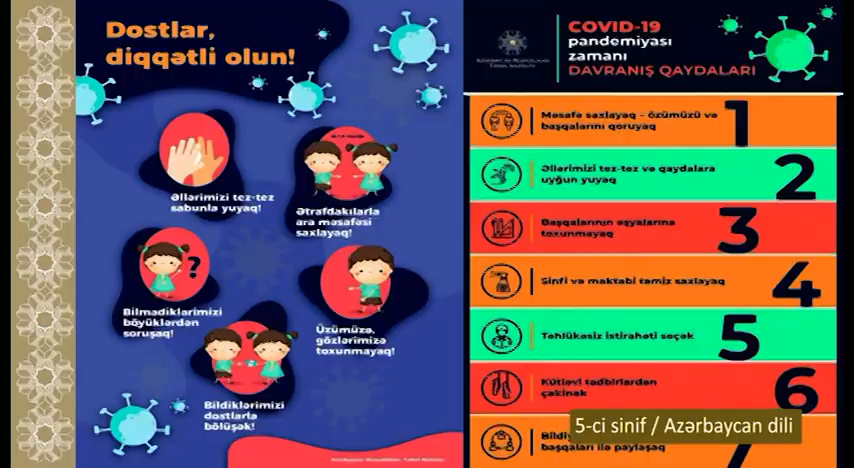 Dostlar,
diqqətli olun!
Əllərimizi tez-tez
sabunla yuyaq!
Ətrafdakılarla
ara məsafəsi
saxlayaq!
Bilmədiklərimizi
böyüklərdən
soruşaq!
Üzümüzə,
gözlərimizə
toxunmayaq!
Bildiklərimizi
dostlarla
bölüşək!
COVID-19
pandemiyası
zamanı
DAVRANIŞ QAYDALARI
Məsafə saxlayaq - özümüzü və
başqalarını qoruyaq
1
Əllərimizi tez-tez və qaydalara
uyğun yuyaq
2
Başqalarının əşyalarına
toxunmayaq
3
Sinfi və məktəbi təmiz saxlayaq
4
Təhlükəsiz istirahəti seçək
5
Kütləvi tədbirlərdən
çəkinək
6
başqaları ilə paylaşaq
7
5-ci sinif / Azərbaycan dili